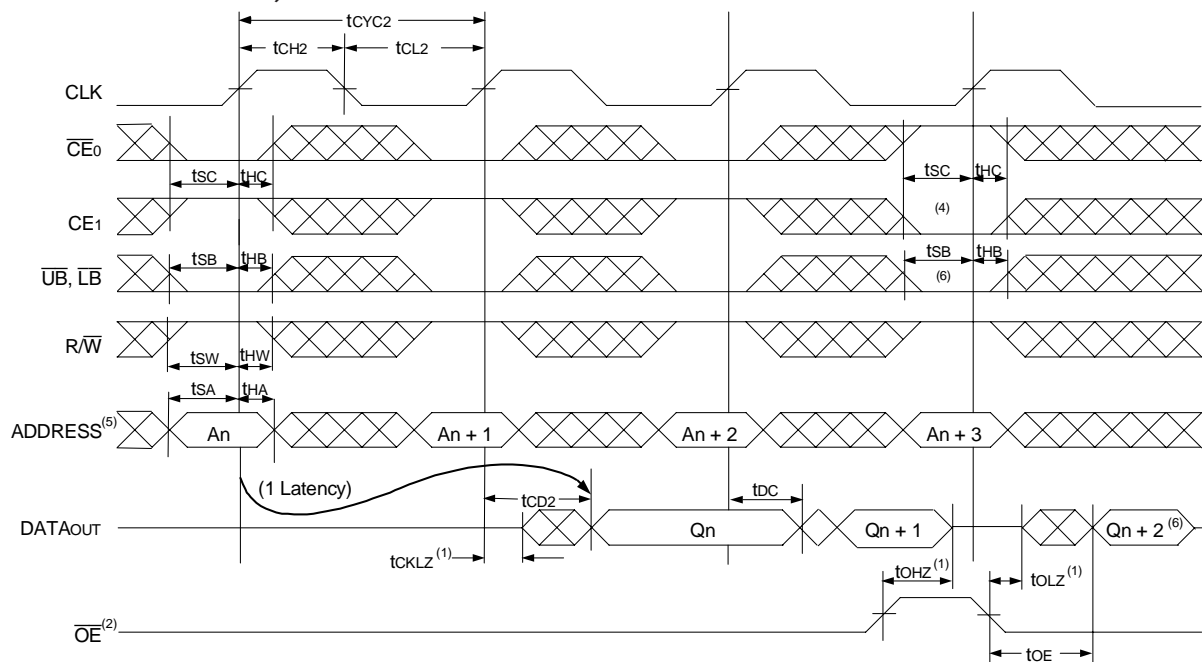 tCYC2
tCH2 tCL2
CLK
CE0
tSC tHC tSC tHC
CE1 (4)
tSB tHB tSB tHB
UB, LB (6)
R/W
tSW tHW
tSA tHA
ADDRESS(5) An An + 1 An + 2 An + 3
(1 Latency) tCD2 tDC
DATAOUT Qn Qn + 1 Qn + 2(6)
tCKLZ(1) tOHZ(1) tOLZ(1)
OE(2)
tOE